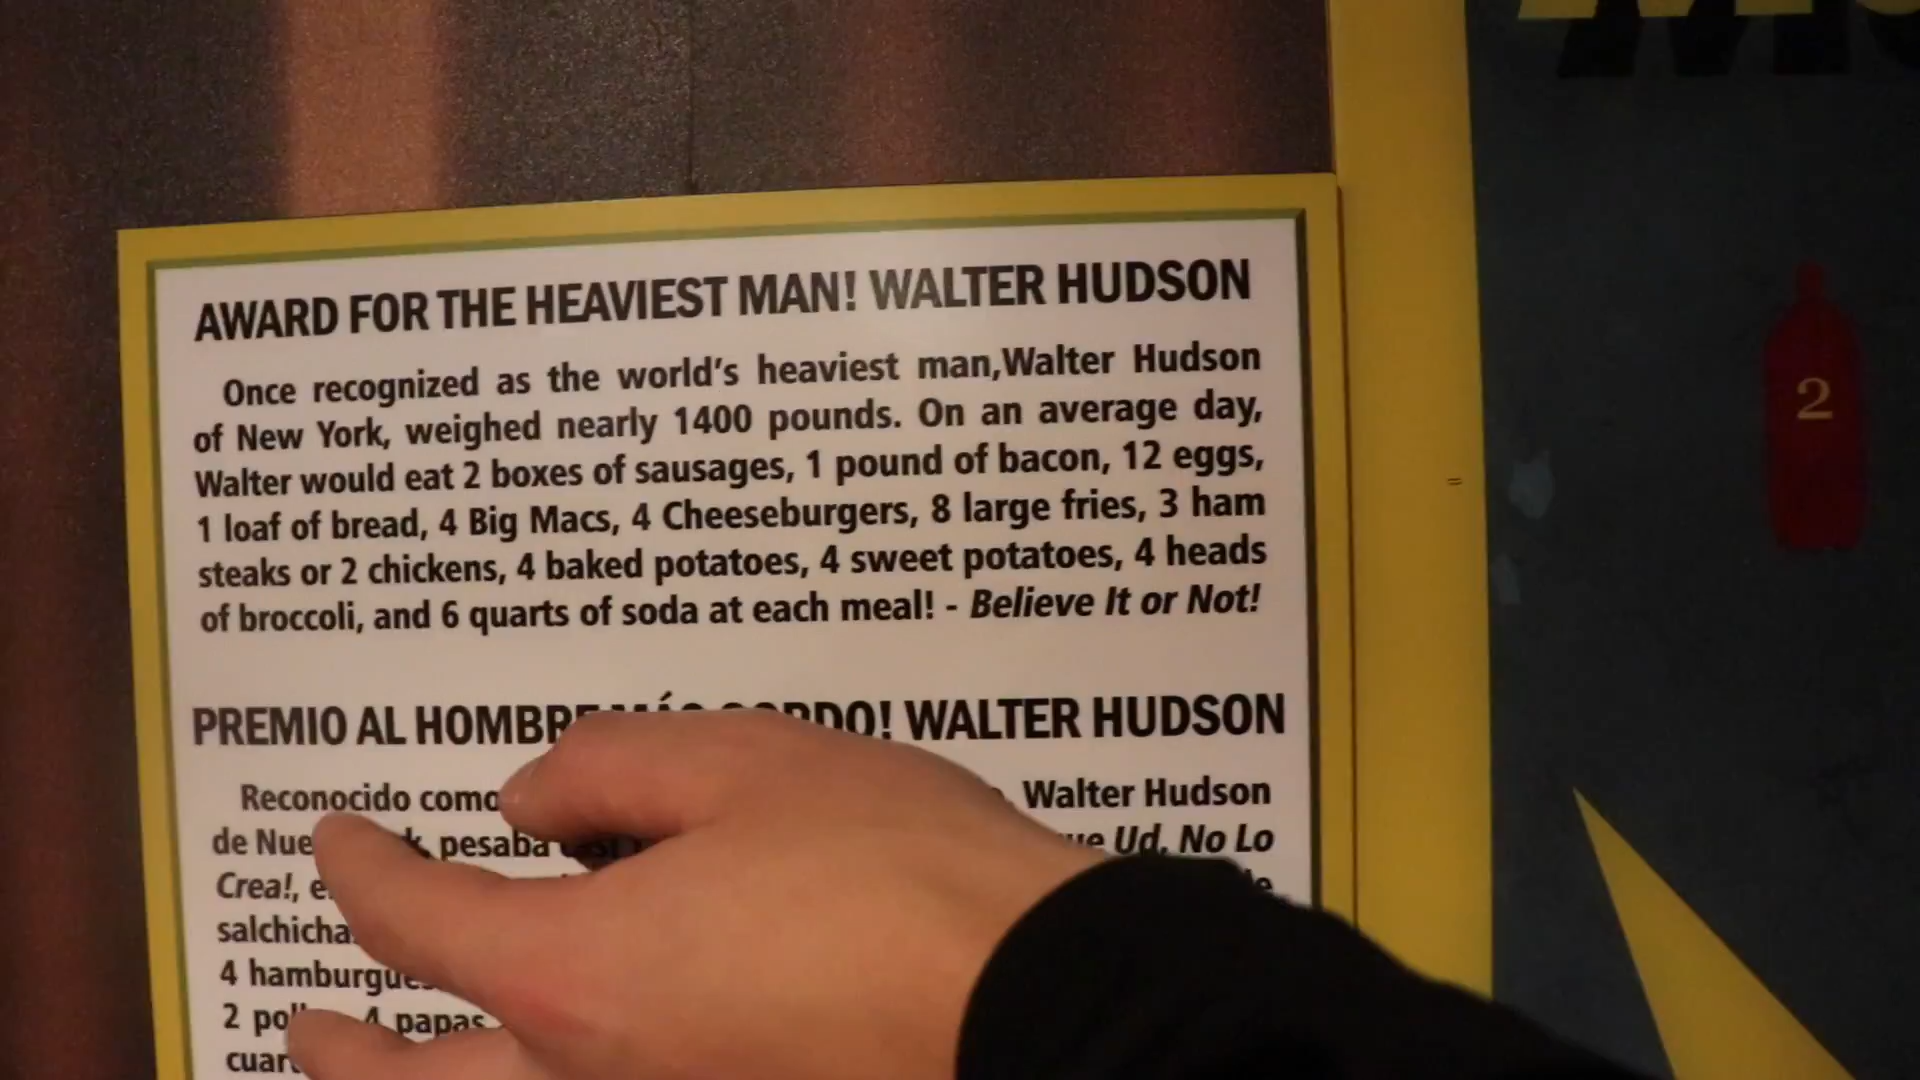 AWARD FOR THE HEAVIEST MAN! WALTER HUDSON
Once recognized as the world's heaviest man,Walter Hudson
of New York, weighed nearly 1400 pounds. On an average day,
Walter would eat 2 boxes of sausages, 1 pound of bacon, 12 eggs,
1 loaf of bread, 4 Big Macs, 4 Cheeseburgers, 8 large fries, 3 ham
steaks or 2 chickens, 4 baked potatoes, 4 sweet potatoes, 4 heads
of broccoli, and 6 quarts of soda at each meal! - Believe It or Not!
PREMIO AL HOMBRE ! WALTER HUDSON
Reconocido como Walter Hudson
de pesaba Ud. No Lo
Crea!,
4
2 4 papas
2